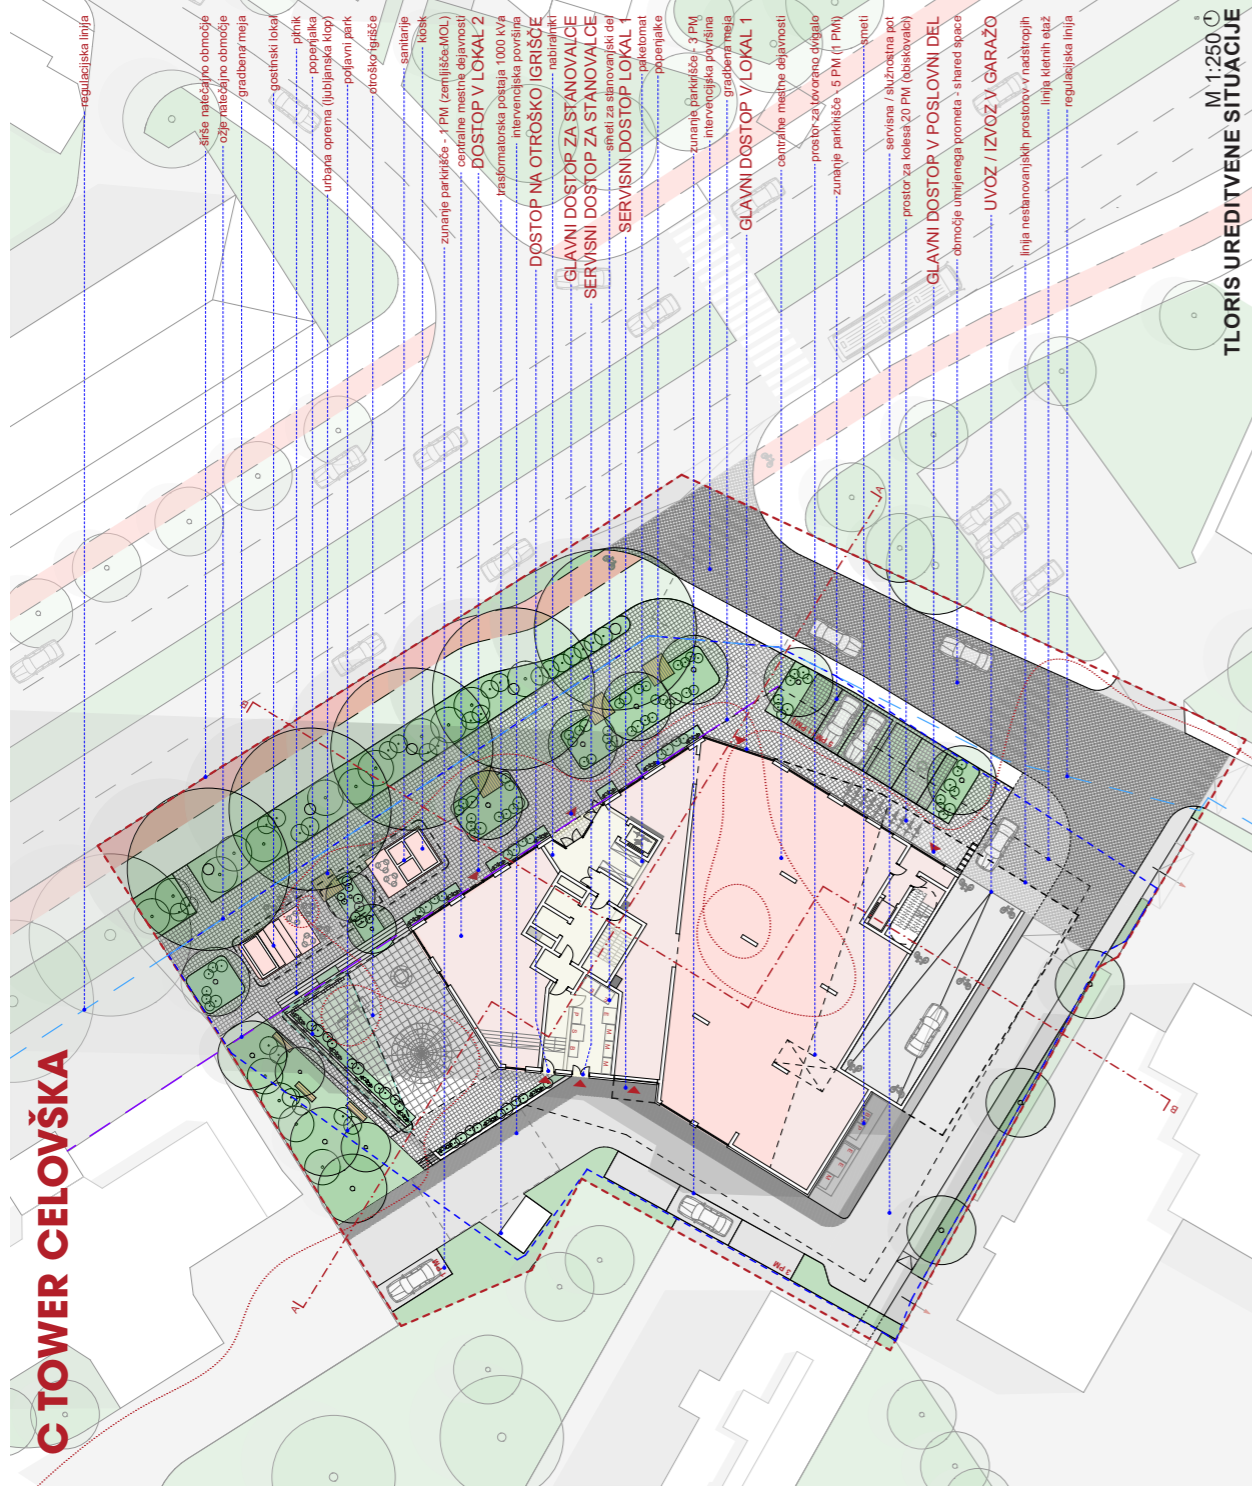 C TOWER CELOVŠKA
regulacijska linija
širše natečajno območje
ožje natečajno območje
gradbena meja
gostinski lokal
pitnik
popenjalka
urbana oprema (ljubljanska klop)
poljavni park
otroško igrišče
sanitarije
kiosk
zunanje parkirišče - 1 PM (zemljišče MOL)
centralne mestne dejavnosti
DOSTOP V LOKAL 2
trasformatorska postaja 1000 kVa
intervencijska površina
DOSTOP NA OTROŠKO IGRIŠČE
nabiralniki
GLAVNI DOSTOP ZA STANOVALCE
SERVISNI DOSTOP ZA STANOVALCE
smeti za stanovanjski del
SERVISNI DOSTOP LOKAL 1
paketomat
popenjalke
zunanje parkirišče - 3 PM
intervencijska površina
gradbena meja
GLAVNI DOSTOP V LOKAL 1
centralne mestne dejavnosti
prostor za tovorano dvigalo
zunanje parkirišče - 5 PM (1 PMi)
smeti
servisna / služnostna pot
prostor za kolesa 20 PM (obiskovalci)
GLAVNI DOSTOP V POSLOVNI DEL
območje umirjenega prometa - shared space
UVOZ / IZVOZ V GARAŽO
linija nestanovanjskih prostorov v nadstropjih
linija kletnih etaž
regulacijska linija
M 1:250
TLORIS UREDITVENE SITUACIJE
A
A
B
B
3 PM